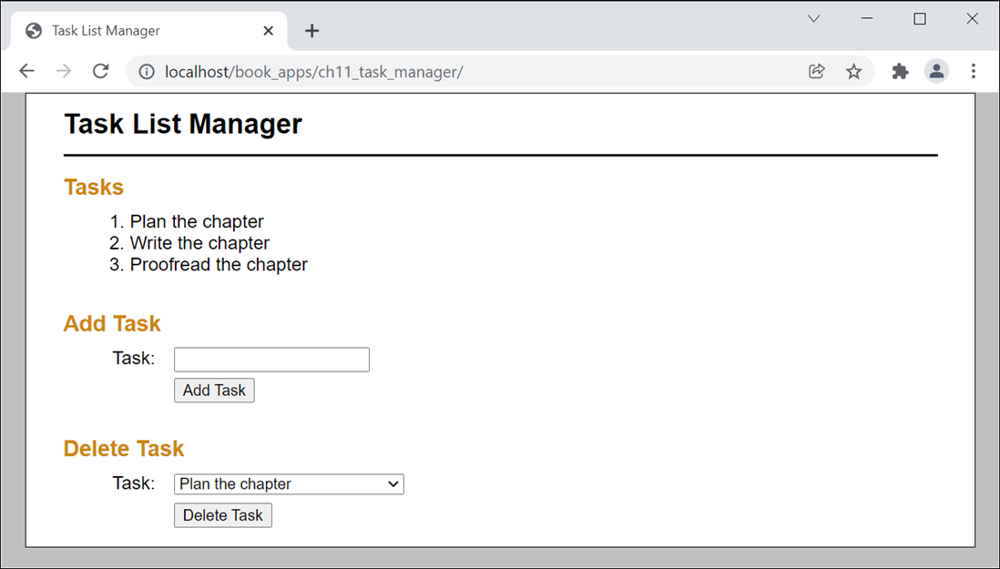 Task List Manager
localhost/book_apps/ch11_task_manager/
Task List Manager
Tasks
1. Plan the chapter
2. Write the chapter
3. Proofread the chapter
Add Task
Task:
Add Task
Delete Task
Task: Plan the chapter
Delete Task